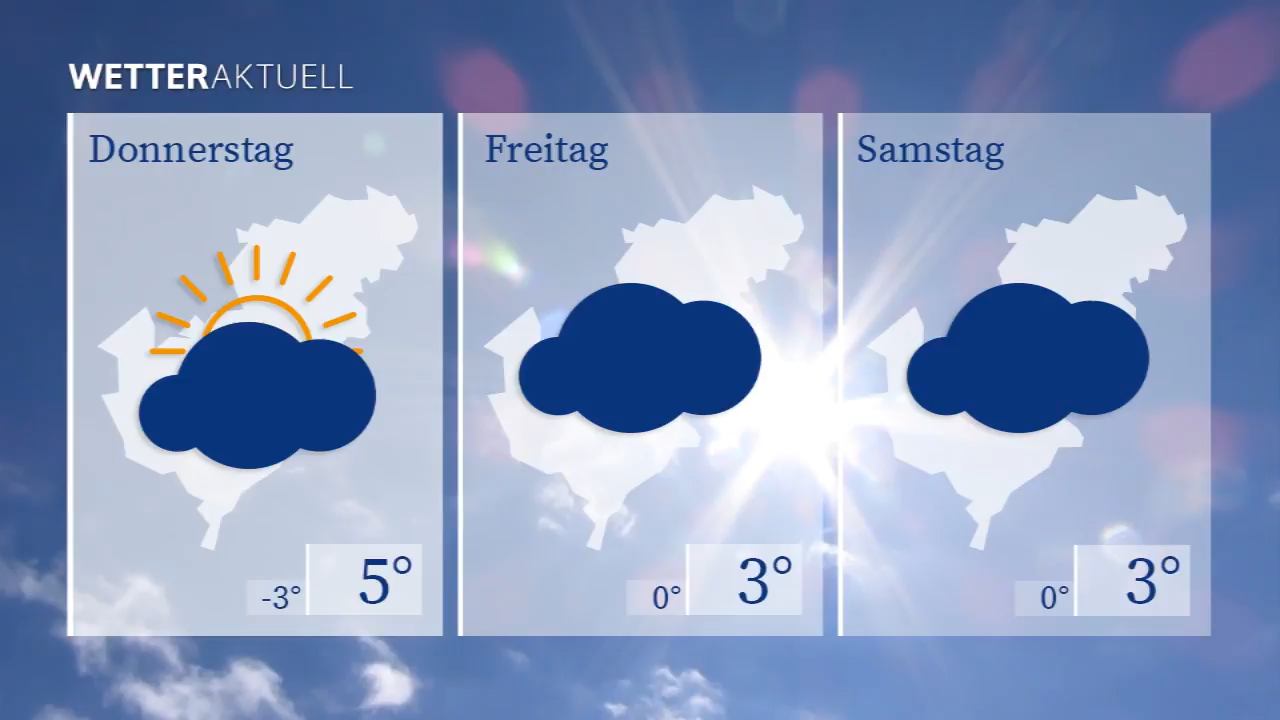 WETTERAKTUELL
Donnerstag
Freitag
Samstag
-3° 5°
0° 3°
0° 3°